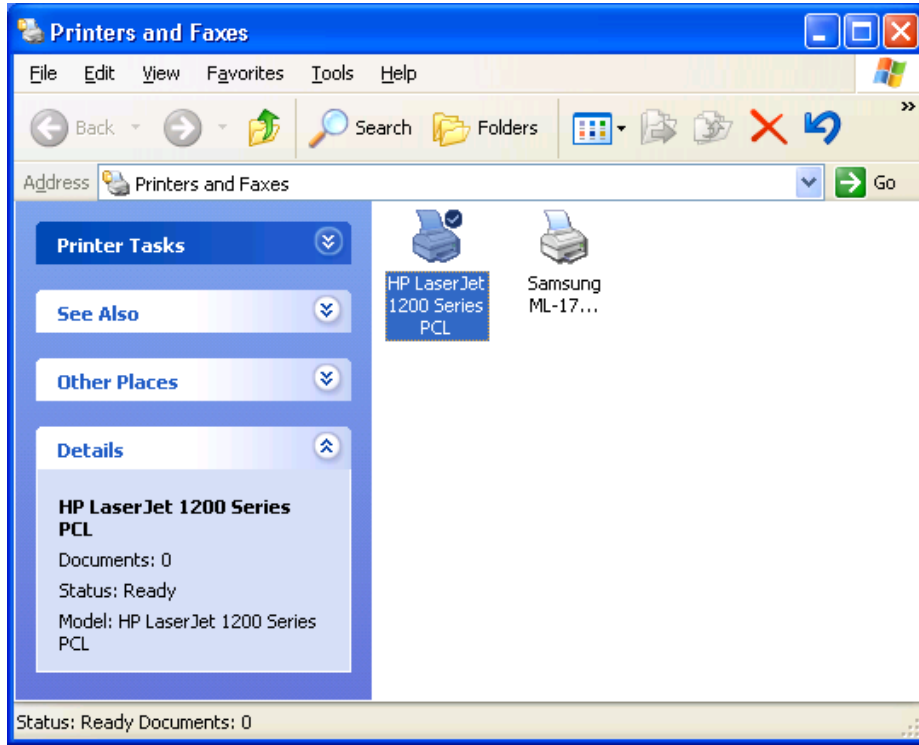 Printers and Faxes
File Edit View Favorites Tools Help
Back Search Folders »
Address Printers and Faxes Go
Printer Tasks
See Also
Other Places
Details
HP LaserJet 1200 Series
PCL
Documents: 0
Status: Ready
Model: HP LaserJet 1200 Series
PCL
HP LaserJet
1200 Series
PCL
Samsung
ML-17...
Status: Ready Documents: 0